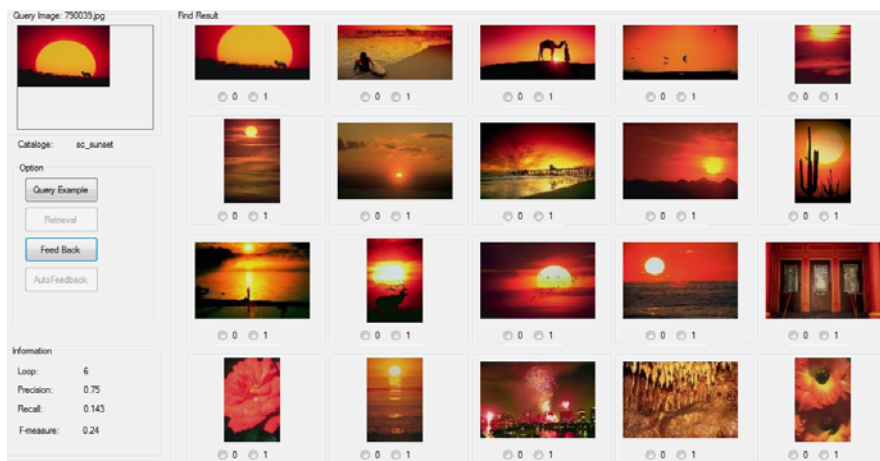 Query Image: 790039.jpg
Find Result
0 1 0 1 0 1 0 1 0 1
Cataloge: sc_sunset
Option
Query Example
Retrieval
Feed Back
AutoFeedback
0 1 0 1 0 1 0 1 0 1
0 1 0 1 0 1 0 1 0 1
Information
Loop: 6
Precision: 0.75
Recall: 0.143
F-measure: 0.24
0 1 0 1 0 1 0 1 0 1